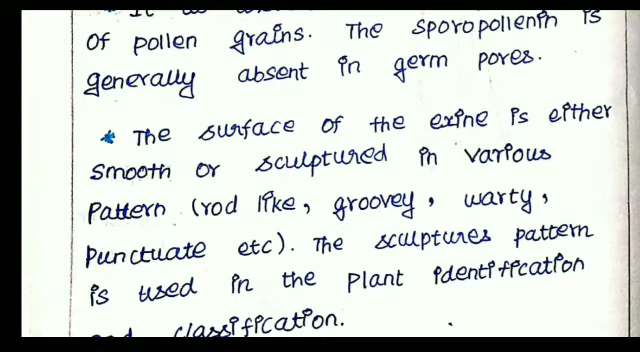 of pollen grains. The sporopollenin is
generally absent in germ pores.
* The surface of the exine is either
smooth or sculptured in various
Pattern (rod like, groovey, warty,
punctuate etc). The sculptures pattern
is used in the plant identification
and classification.